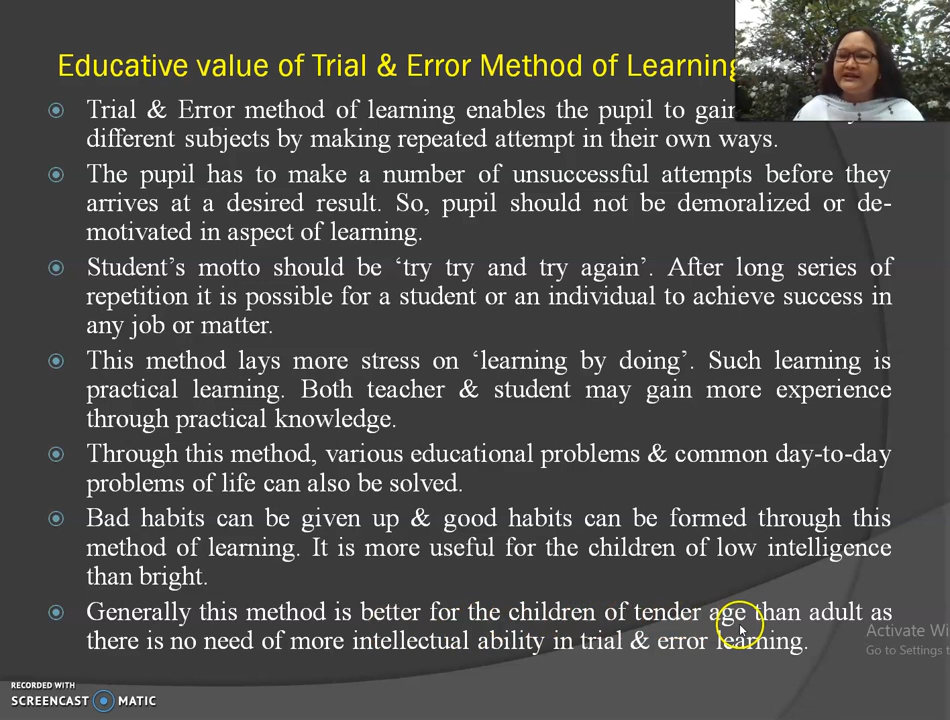 Educative value of Trial & Error Method of Learning
Trial & Error method of learning enables the pupil to gain
different subjects by making repeated attempt in their own ways.
The pupil has to make a number of unsuccessful attempts before they
arrives at a desired result. So, pupil should not be demoralized or de-
motivated in aspect of learning.
Student’s motto should be ‘try try and try again’. After long series of
repetition it is possible for a student or an individual to achieve success in
any job or matter.
This method lays more stress on ‘learning by doing’. Such learning is
practical learning. Both teacher & student may gain more experience
through practical knowledge.
Through this method, various educational problems & common day-to-day
problems of life can also be solved.
Bad habits can be given up & good habits can be formed through this
method of learning. It is more useful for the children of low intelligence
than bright.
Generally this method is better for the children of tender age than adult as
there is no need of more intellectual ability in trial & error learning.
Activate Wi
Go to Settings t
RECORDED WITH
SCREENCAST MATIC